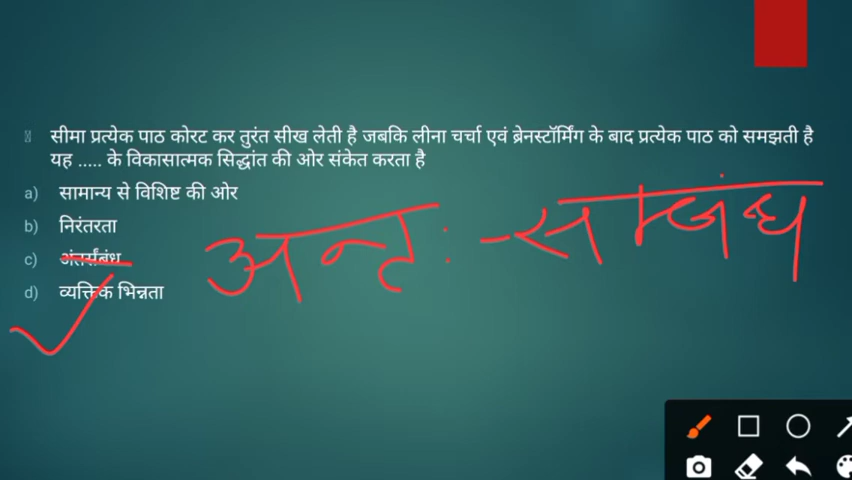 सीमा प्रत्येक पाठ कोरट कर तुरंत सीख लेती है जबकि लीना चर्चा एवं ब्रेनस्टॉर्मिंग के बाद प्रत्येक पाठ को समझती है
यह ..... के विकासात्मक सिद्धांत की ओर संकेत करता है
a) सामान्य से विशिष्ट की ओर
b) निरंतरता
c) अंतर्संबंध
d) व्यक्तिक भिन्नता
अन्तः-सम्बंध